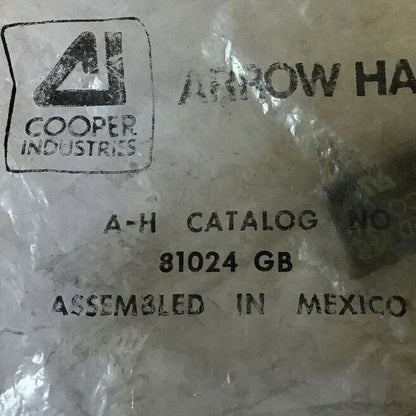 COOPER
INDUSTRIES
ARROW HA
A-H CATALOG NO
81024 GB
ASSEMBLED IN MEXICO